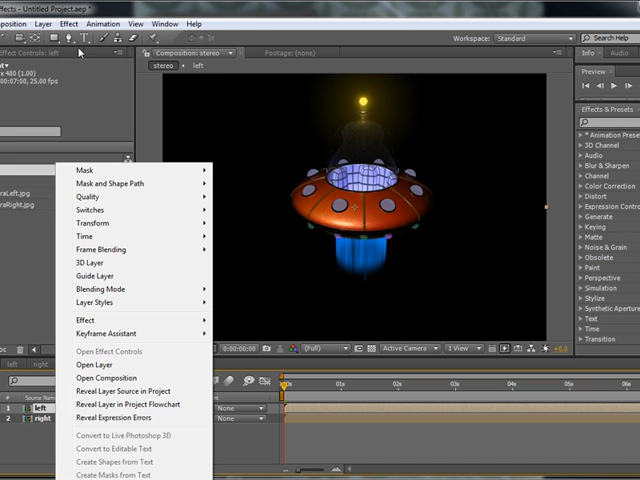 ffects - Untitled Project.aep *
position Layer Effect Animation View Window Help
Workspace: Standard Search Help
Effect Controls: left
Composition: stereo Footage: (none)
Info Audio
stereo left
x 480 (1.00)
:00:07:00, 25.00 fps
Preview
Effects & Presets
* Animation Preset
3D Channel
Audio
Blur & Sharpen
Channel
Color Correction
Distort
Expression Control
Generate
Keying
Matte
Noise & Grain
Obsolete
Paint
Perspective
Simulation
Stylize
Synthetic Aperture
Text
Time
Transition
raLeft.jpg
raRight.jpg
Mask
Mask and Shape Path
Quality
Switches
Transform
Time
Frame Blending
3D Layer
Guide Layer
Blending Mode
Layer Styles
Effect
Keyframe Assistant
Open Effect Controls
Open Layer
Open Composition
Reveal Layer Source in Project
Reveal Layer in Project Flowchart
Reveal Expression Errors
Convert to Live Photoshop 3D
Convert to Editable Text
Create Shapes from Text
Create Masks from Text
0:00:00:00 (Full) Active Camera 1 View +0.0
left right
01s 02s 03s 04s 05s
# Source Name
1 left None
2 right None